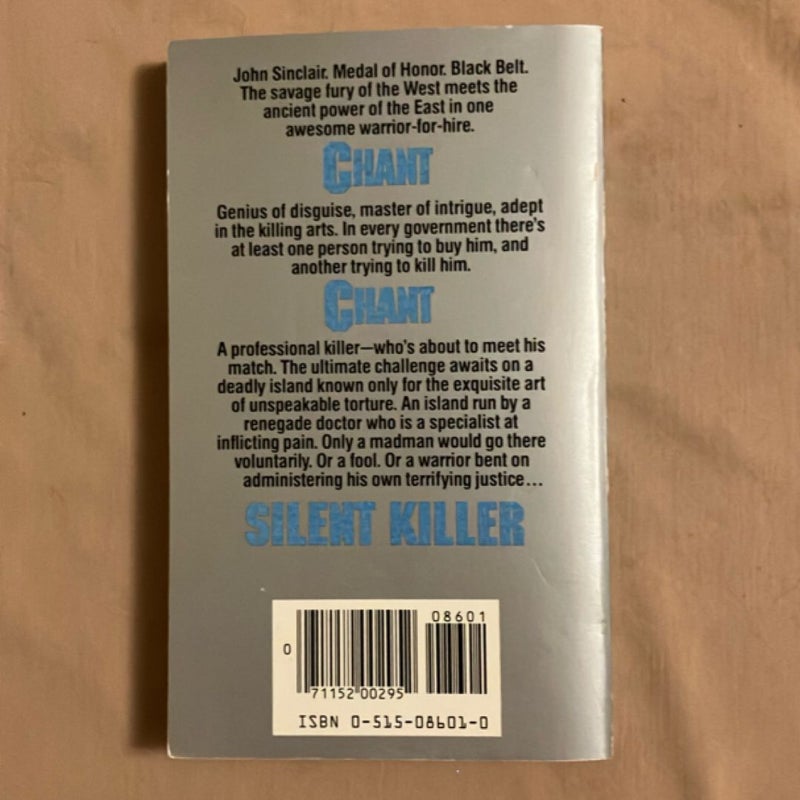 John Sinclair. Medal of Honor. Black Belt.
The savage fury of the West meets the
ancient power of the East in one
awesome warrior-for-hire.
CHANT
Genius of disguise, master of intrigue, adept
in the killing arts. In every government there's
at least one person trying to buy him, and
another trying to kill him.
CHANT
A professional killer—who's about to meet his
match. The ultimate challenge awaits on a
deadly island known only for the exquisite art
of unspeakable torture. An island run by a
renegade doctor who is a specialist at
inflicting pain. Only a madman would go there
voluntarily. Or a fool. Or a warrior bent on
administering his own terrifying justice...
SILENT KILLER
08601
0
71152 00295
ISBN 0-515-08601-0